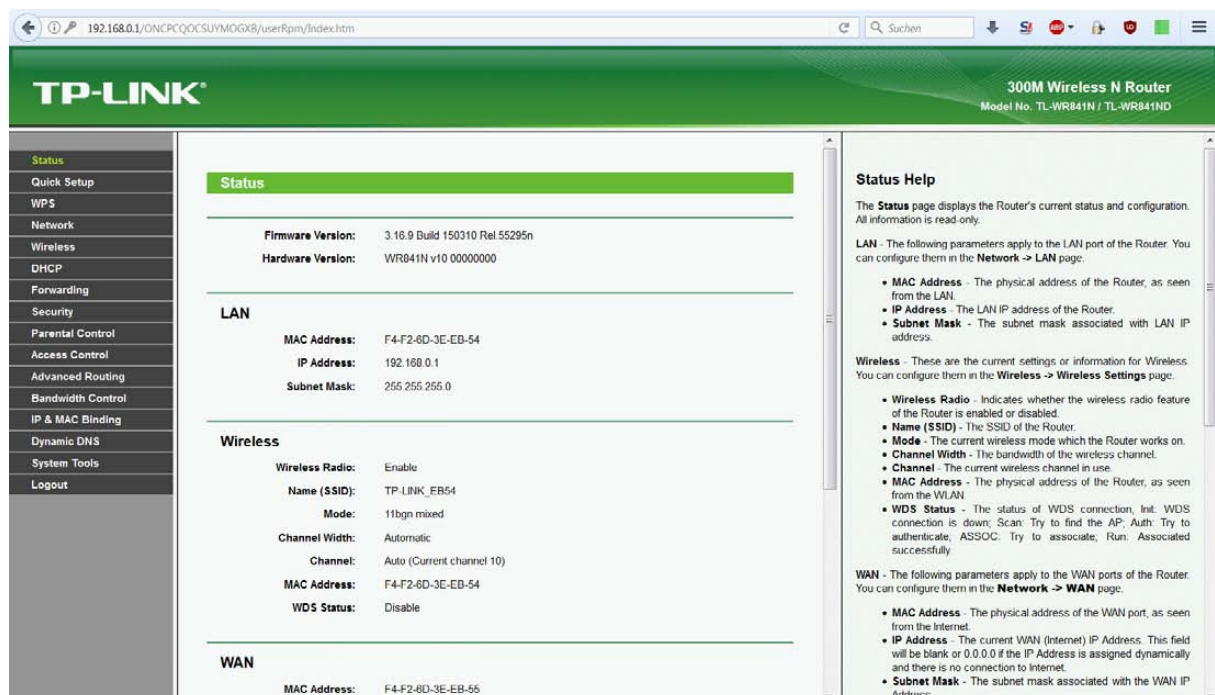 192.168.0.1/ONCPCQOCSUYMOGXB/userRpm/Index.htm
Suchen
TP-LINK®
300M Wireless N Router
Model No. TL-WR841N / TL-WR841ND
Status
Quick Setup
WPS
Network
Wireless
DHCP
Forwarding
Security
Parental Control
Access Control
Advanced Routing
Bandwidth Control
IP & MAC Binding
Dynamic DNS
System Tools
Logout
Status
Firmware Version: 3.16.9 Build 150310 Rel.55295n
Hardware Version: WR841N v10 00000000
LAN
MAC Address: F4-F2-6D-3E-EB-54
IP Address: 192.168.0.1
Subnet Mask: 255.255.255.0
Wireless
Wireless Radio: Enable
Name (SSID): TP-LINK_EB54
Mode: 11bgn mixed
Channel Width: Automatic
Channel: Auto (Current channel 10)
MAC Address: F4-F2-6D-3E-EB-54
WDS Status: Disable
WAN
MAC Address: F4-F2-6D-3E-EB-55
Status Help
The Status page displays the Router's current status and configuration.
All information is read-only.
LAN - The following parameters apply to the LAN port of the Router. You
can configure them in the Network -> LAN page.
• MAC Address - The physical address of the Router, as seen
from the LAN.
• IP Address - The LAN IP address of the Router.
• Subnet Mask - The subnet mask associated with LAN IP
address.
Wireless - These are the current settings or information for Wireless.
You can configure them in the Wireless -> Wireless Settings page.
• Wireless Radio - Indicates whether the wireless radio feature
of the Router is enabled or disabled.
• Name (SSID) - The SSID of the Router.
• Mode - The current wireless mode which the Router works on.
• Channel Width - The bandwidth of the wireless channel.
• Channel - The current wireless channel in use.
• MAC Address - The physical address of the Router, as seen
from the WLAN.
• WDS Status - The status of WDS connection, Init: WDS
connection is down; Scan: Try to find the AP; Auth: Try to
authenticate; ASSOC: Try to associate; Run: Associated
successfully.
WAN - The following parameters apply to the WAN ports of the Router.
You can configure them in the Network -> WAN page.
• MAC Address - The physical address of the WAN port, as seen
from the Internet.
• IP Address - The current WAN (Internet) IP Address. This field
will be blank or 0.0.0.0 if the IP Address is assigned dynamically
and there is no connection to Internet.
• Subnet Mask - The subnet mask associated with the WAN IP
Address.